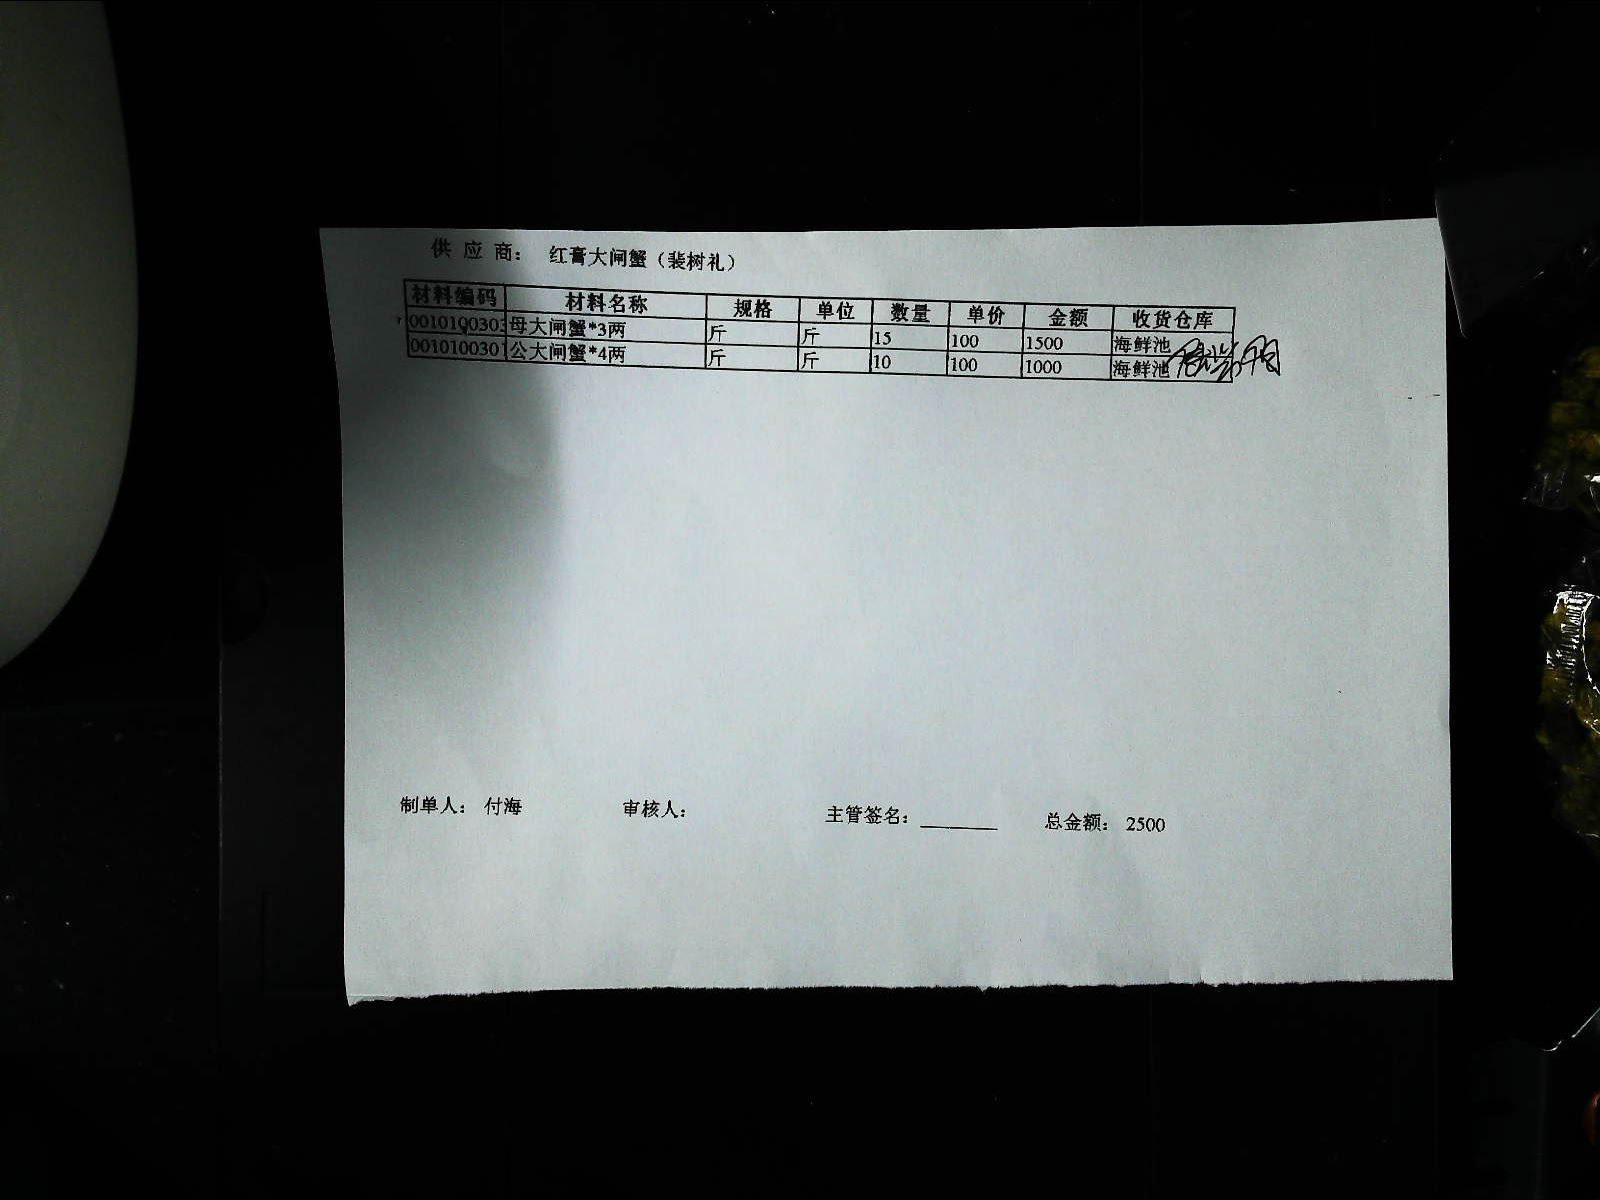 供 应 商： 红膏大闸蟹（裴树礼）
材料编码 材料名称 规格 单位 数量 单价 金额 收货仓库
0010100303 母大闸蟹*3两 斤 斤 15 100 1500 海鲜池
0010100301 公大闸蟹*4两 斤 斤 10 100 1000 海鲜池
制单人： 付海 审核人： 主管签名：________ 总金额： 2500